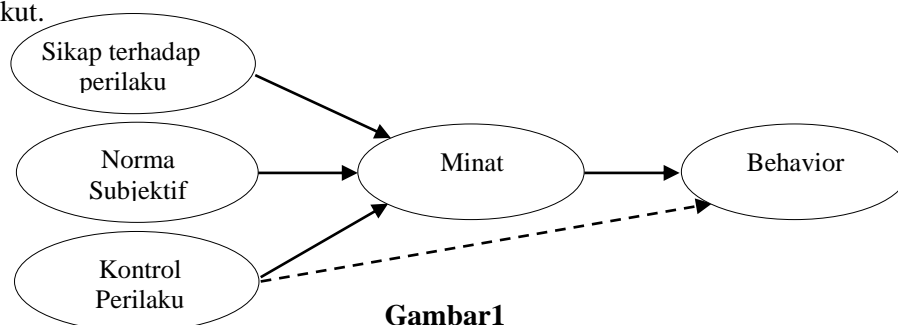 kut.
Sikap terhadap
perilaku
Norma
Subjektif
Minat
Behavior
Kontrol
Perilaku
Gambar1